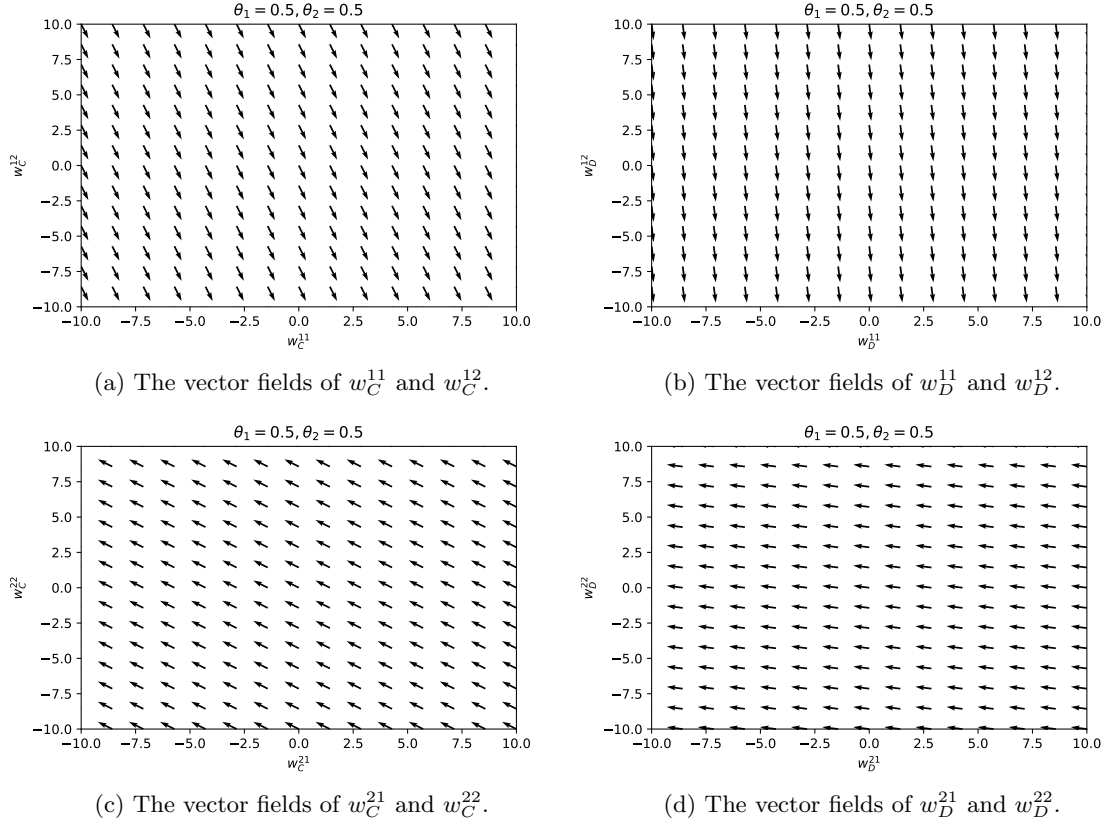 θ₁ = 0.5, θ₂ = 0.5
10.0
7.5
5.0
2.5
0.0
−2.5
−5.0
−7.5
−10.0
w_C^{12}
−10.0 −7.5 −5.0 −2.5 0.0 2.5 5.0 7.5 10.0
w_C^{11}
(a) The vector fields of w_C^{11} and w_C^{12}.
θ₁ = 0.5, θ₂ = 0.5
10.0
7.5
5.0
2.5
0.0
−2.5
−5.0
−7.5
−10.0
w_D^{12}
−10.0 −7.5 −5.0 −2.5 0.0 2.5 5.0 7.5 10.0
w_D^{11}
(b) The vector fields of w_D^{11} and w_D^{12}.
θ₁ = 0.5, θ₂ = 0.5
10.0
7.5
5.0
2.5
0.0
−2.5
−5.0
−7.5
−10.0
w_C^{22}
−10.0 −7.5 −5.0 −2.5 0.0 2.5 5.0 7.5 10.0
w_C^{21}
(c) The vector fields of w_C^{21} and w_C^{22}.
θ₁ = 0.5, θ₂ = 0.5
10.0
7.5
5.0
2.5
0.0
−2.5
−5.0
−7.5
−10.0
w_D^{22}
−10.0 −7.5 −5.0 −2.5 0.0 2.5 5.0 7.5 10.0
w_D^{21}
(d) The vector fields of w_D^{21} and w_D^{22}.